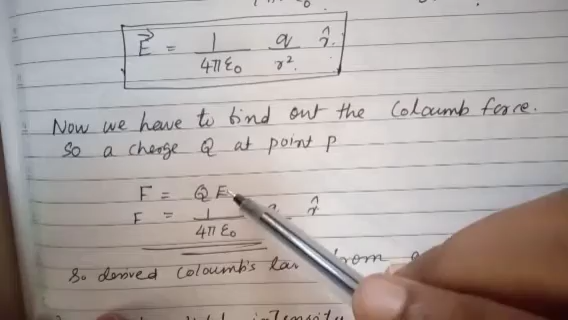 E⃗ = 1/4πε₀ q/r² r̂.
Now we have to find out the Coloumb force.
So a charge Q at point P
F = QE
F = 1/4πε₀ r̂
So derived Coloumb's from
intensity